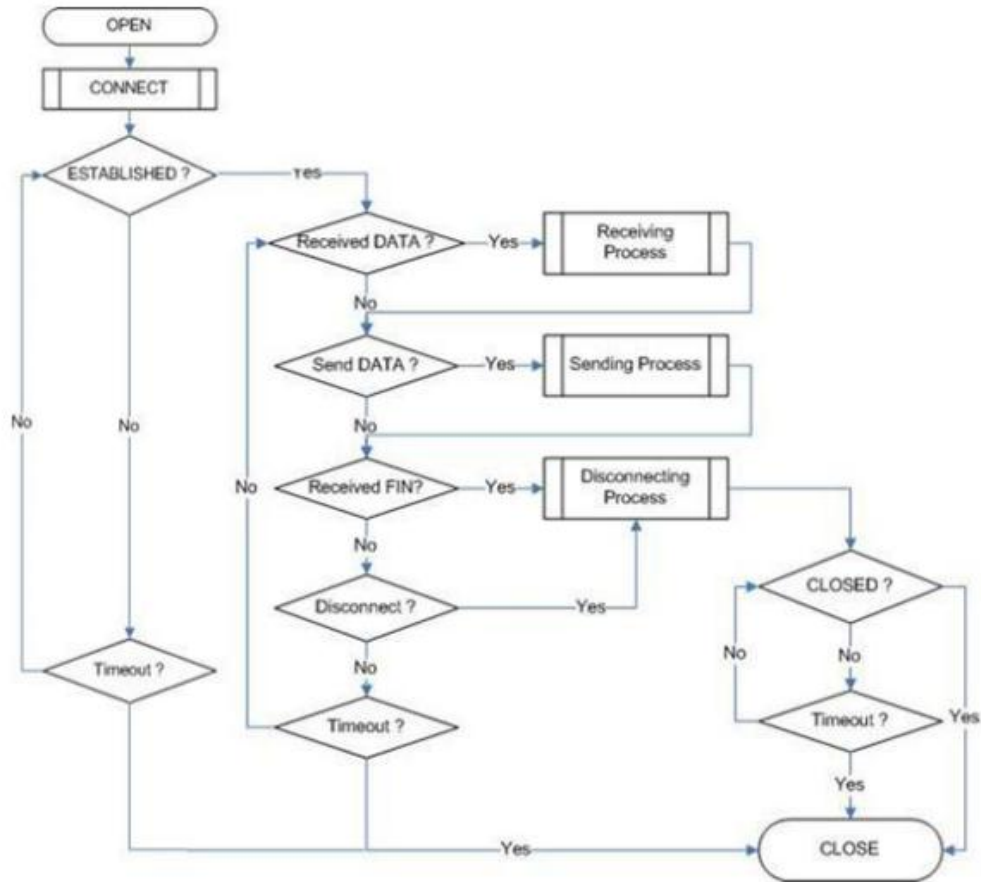 OPEN
CONNECT
ESTABLISHED ?
Yes
Received DATA ?
Yes
Receiving
Process
No
Send DATA ?
Yes
Sending Process
No
No
No
Received FIN?
Yes
Disconnecting
Process
No
No
Disconnect ?
Yes
CLOSED ?
No
No
No
Timeout ?
Timeout ?
Timeout ?
Yes
Yes
Yes
CLOSE